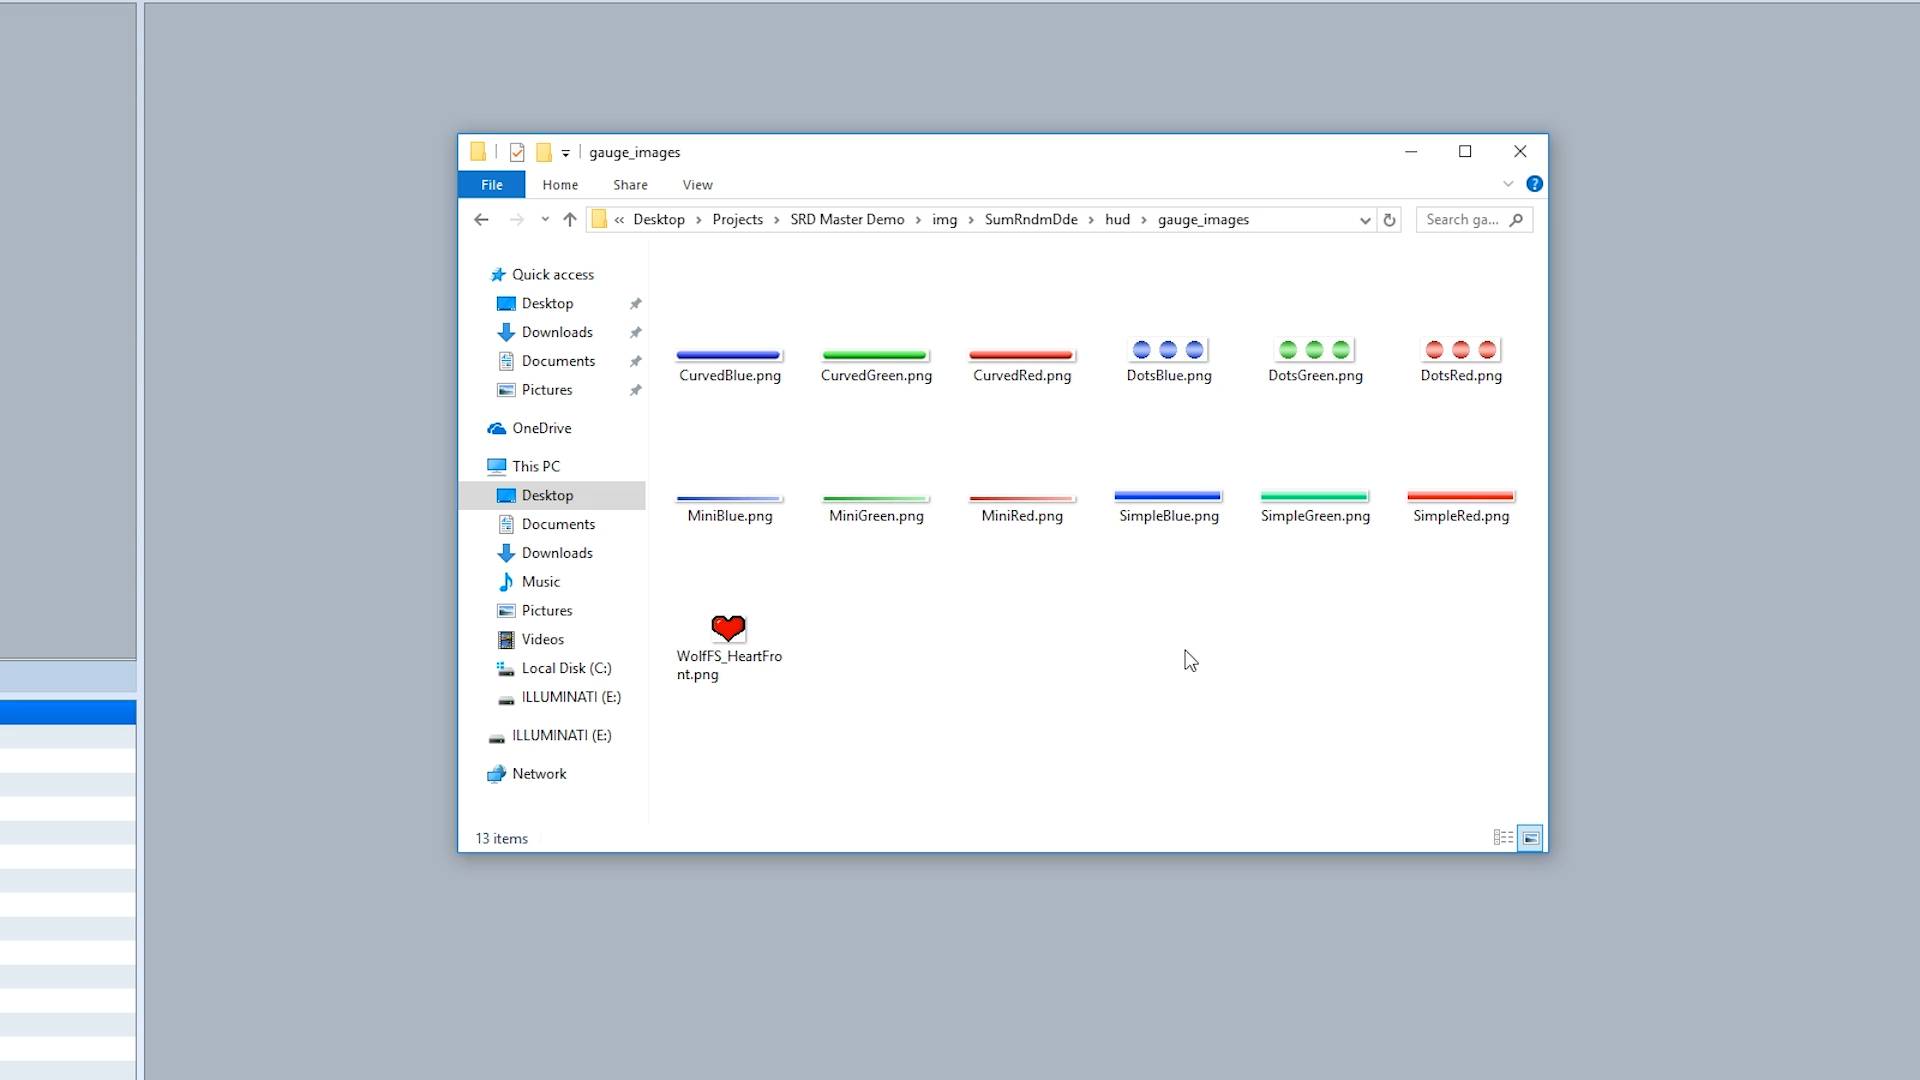 gauge_images
File Home Share View
« Desktop › Projects › SRD Master Demo › img › SumRndmDde › hud › gauge_images
Search ga...
Quick access
Desktop
Downloads
Documents
Pictures
OneDrive
This PC
Desktop
Documents
Downloads
Music
Pictures
Videos
Local Disk (C:)
ILLUMINATI (E:)
ILLUMINATI (E:)
Network
CurvedBlue.png CurvedGreen.png CurvedRed.png DotsBlue.png DotsGreen.png DotsRed.png
MiniBlue.png MiniGreen.png MiniRed.png SimpleBlue.png SimpleGreen.png SimpleRed.png
WolfFS_HeartFro
nt.png
13 items